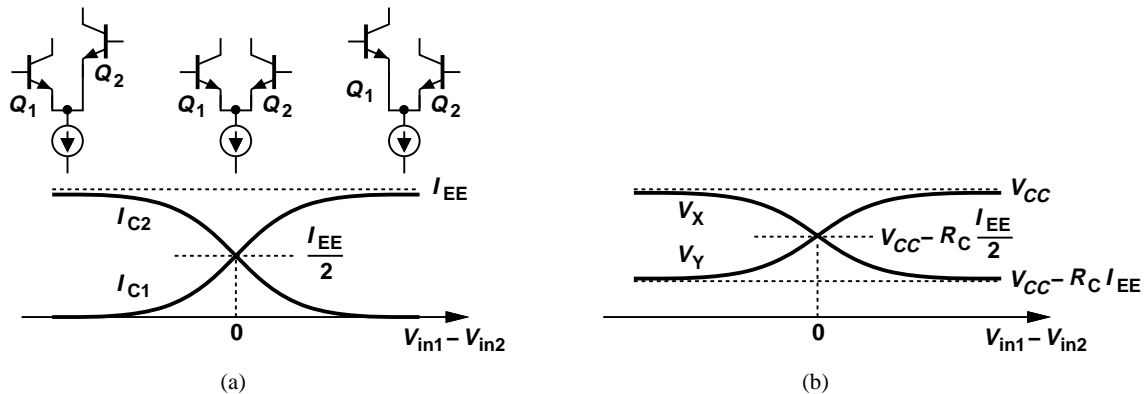 Q1
Q2
Q1
Q2
Q1
Q2
IEE
IC2
IEE
2
IC1
0
Vin1 – Vin2
(a)
VCC
VX
VCC – RC IEE
2
VY
VCC – RC IEE
0
Vin1 – Vin2
(b)